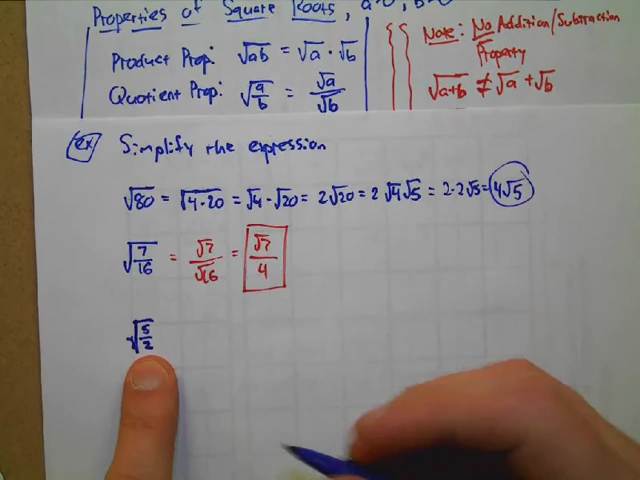 Properties of Square Roots,
Product Prop: √ab = √a · √b
Quotient Prop: √a/b = √a/√b
Note: No Addition/Subtraction
Property
√a+b ≠ √a + √b
ex Simplify the expression
√80 = √4·20 = √4 · √20 = 2√20 = 2√4√5 = 2·2√5 = 4√5
√7/16 = √7/√16 = √7/4
√5/2